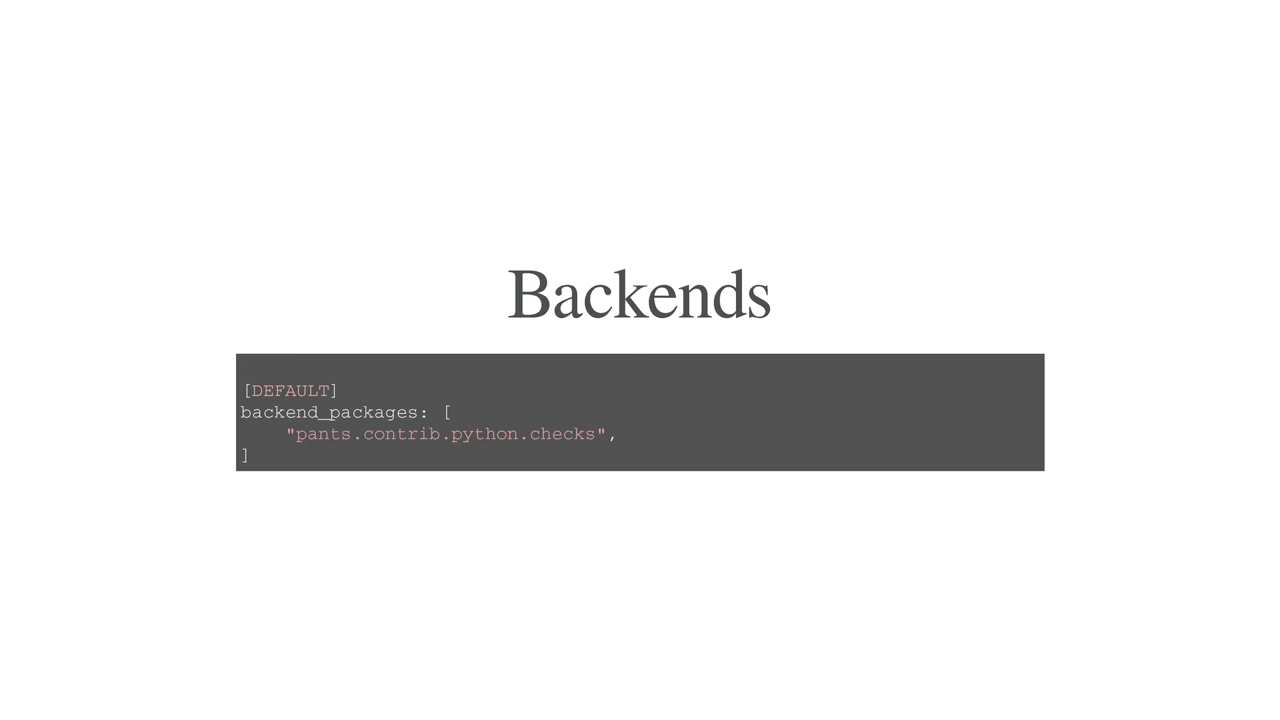 Backends
[DEFAULT]
backend_packages: [
    "pants.contrib.python.checks",
]